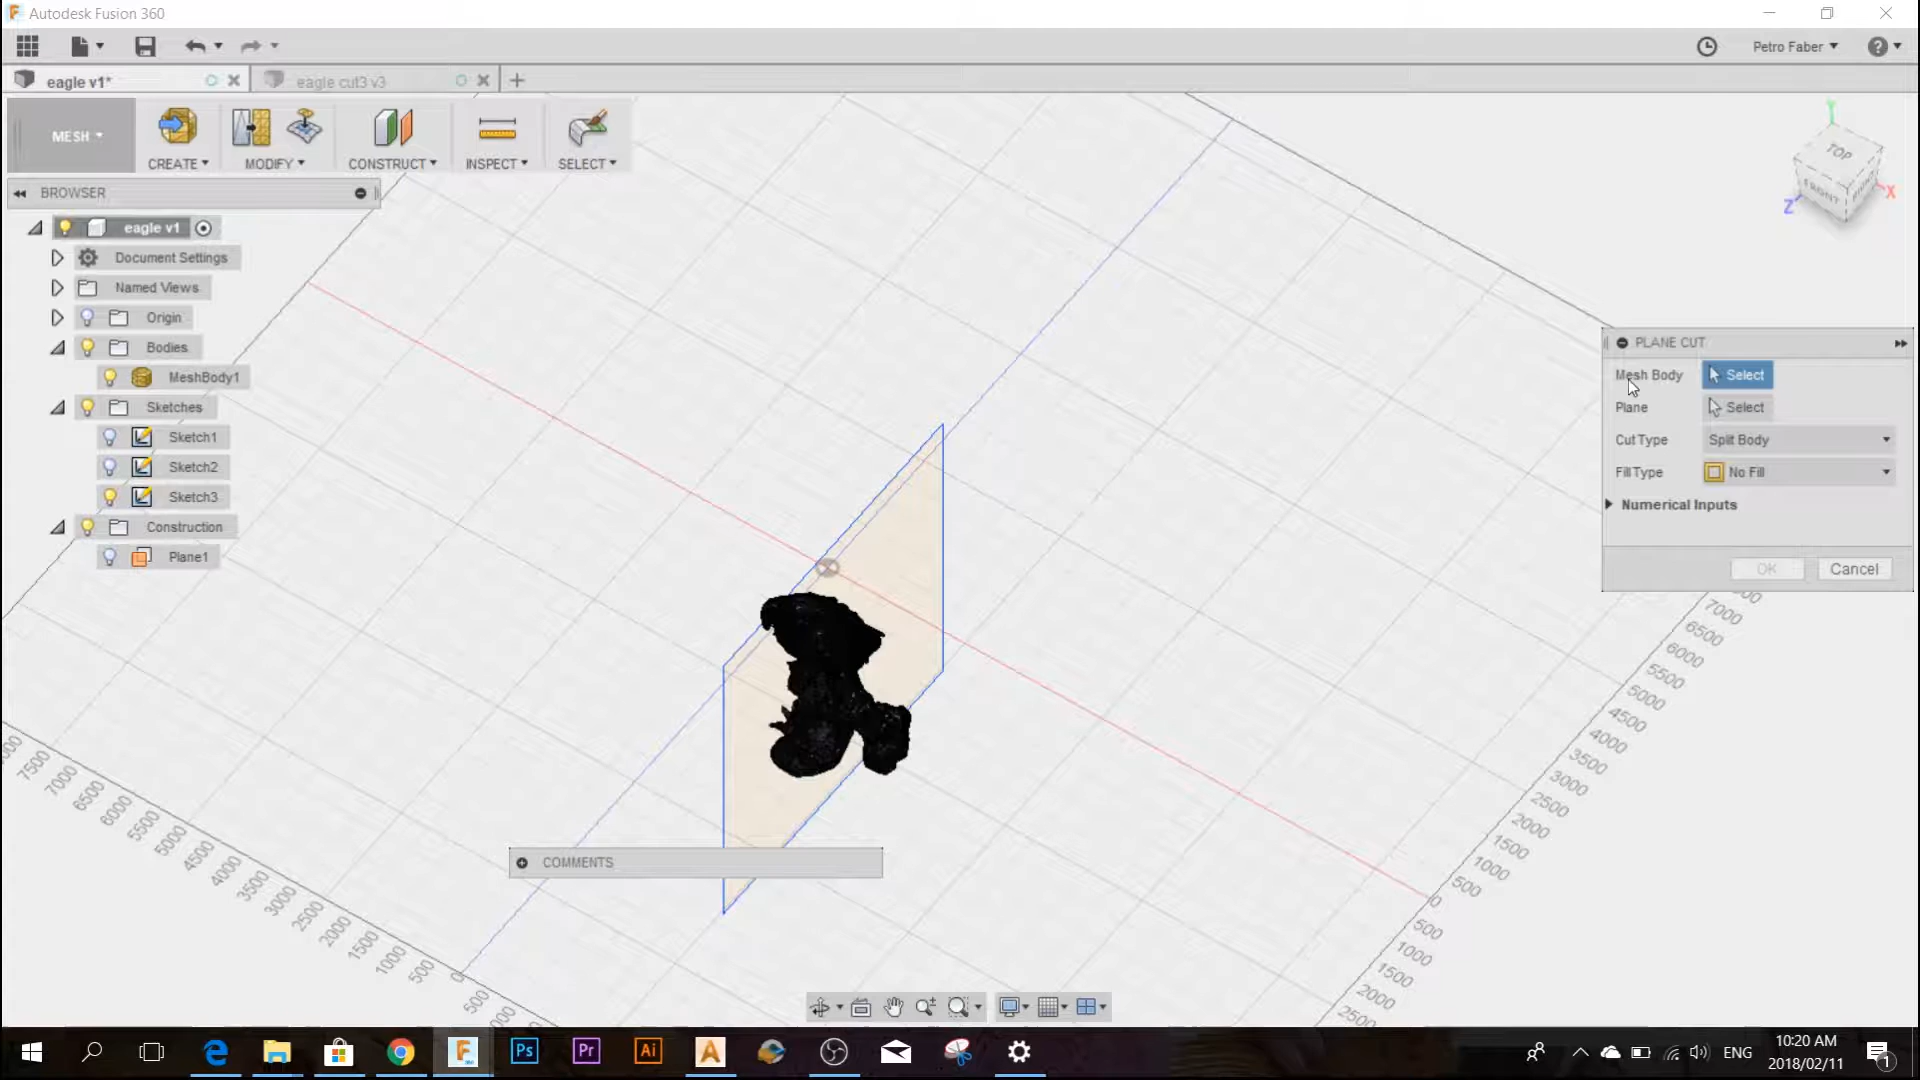 Autodesk Fusion 360
Petro Faber
eagle v1*
eagle cut3 v3
MESH
CREATE
MODIFY
CONSTRUCT
INSPECT
SELECT
BROWSER
eagle v1
Document Settings
Named Views
Origin
Bodies
MeshBody1
Sketches
Sketch1
Sketch2
Sketch3
Construction
Plane1
TOP
FRONT
RIGHT
X
Z
Y
PLANE CUT
Mesh Body
Select
Plane
Select
Cut Type
Split Body
Fill Type
No Fill
Numerical Inputs
OK
Cancel
7000
6500
6000
5500
5000
4500
4000
3500
3000
2500
2000
1500
1000
500
0
500
1000
1500
2000
2500
7500
7000
6500
6000
5500
5000
4500
4000
3500
3000
2500
2000
1500
1000
500
0
500
COMMENTS
Ps
Pr
Ai
ENG
10:20 AM
2018/02/11
1